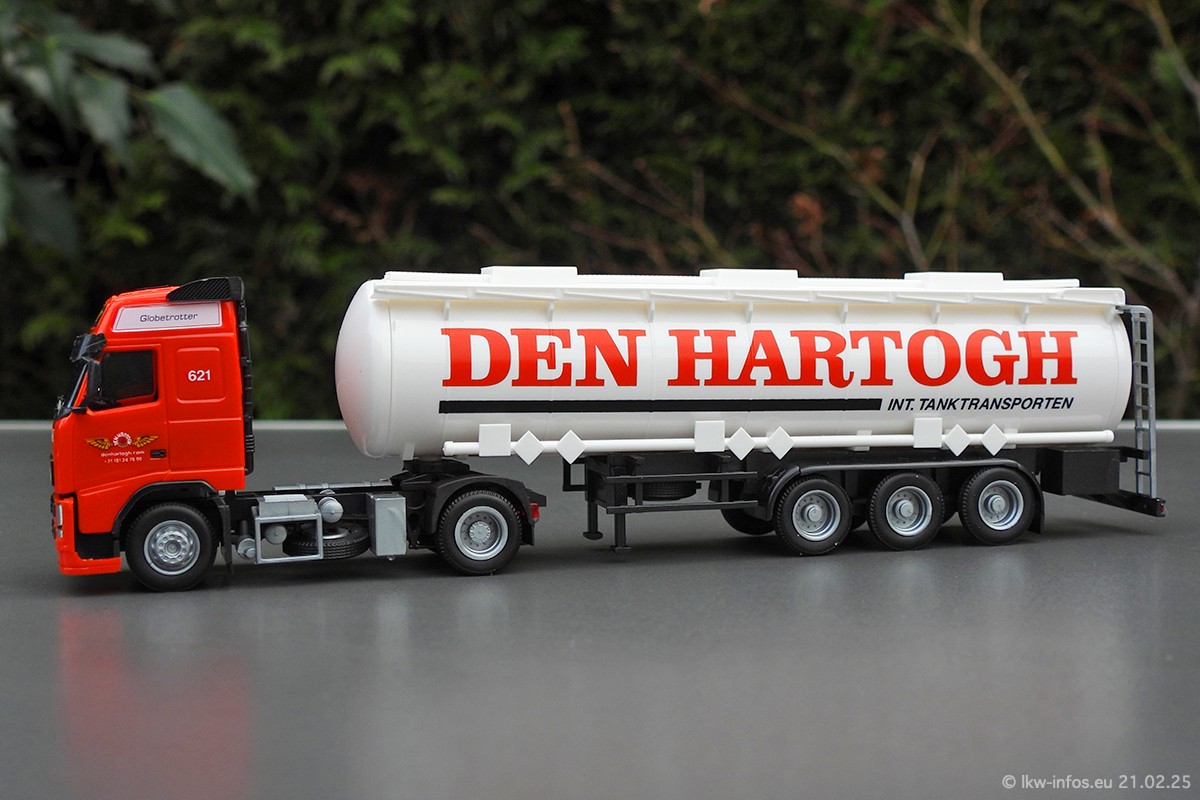 Globetrotter
621
DEN HARTOGH
INT. TANKTRANSPORTEN
© lkw-infos.eu 21.02.25